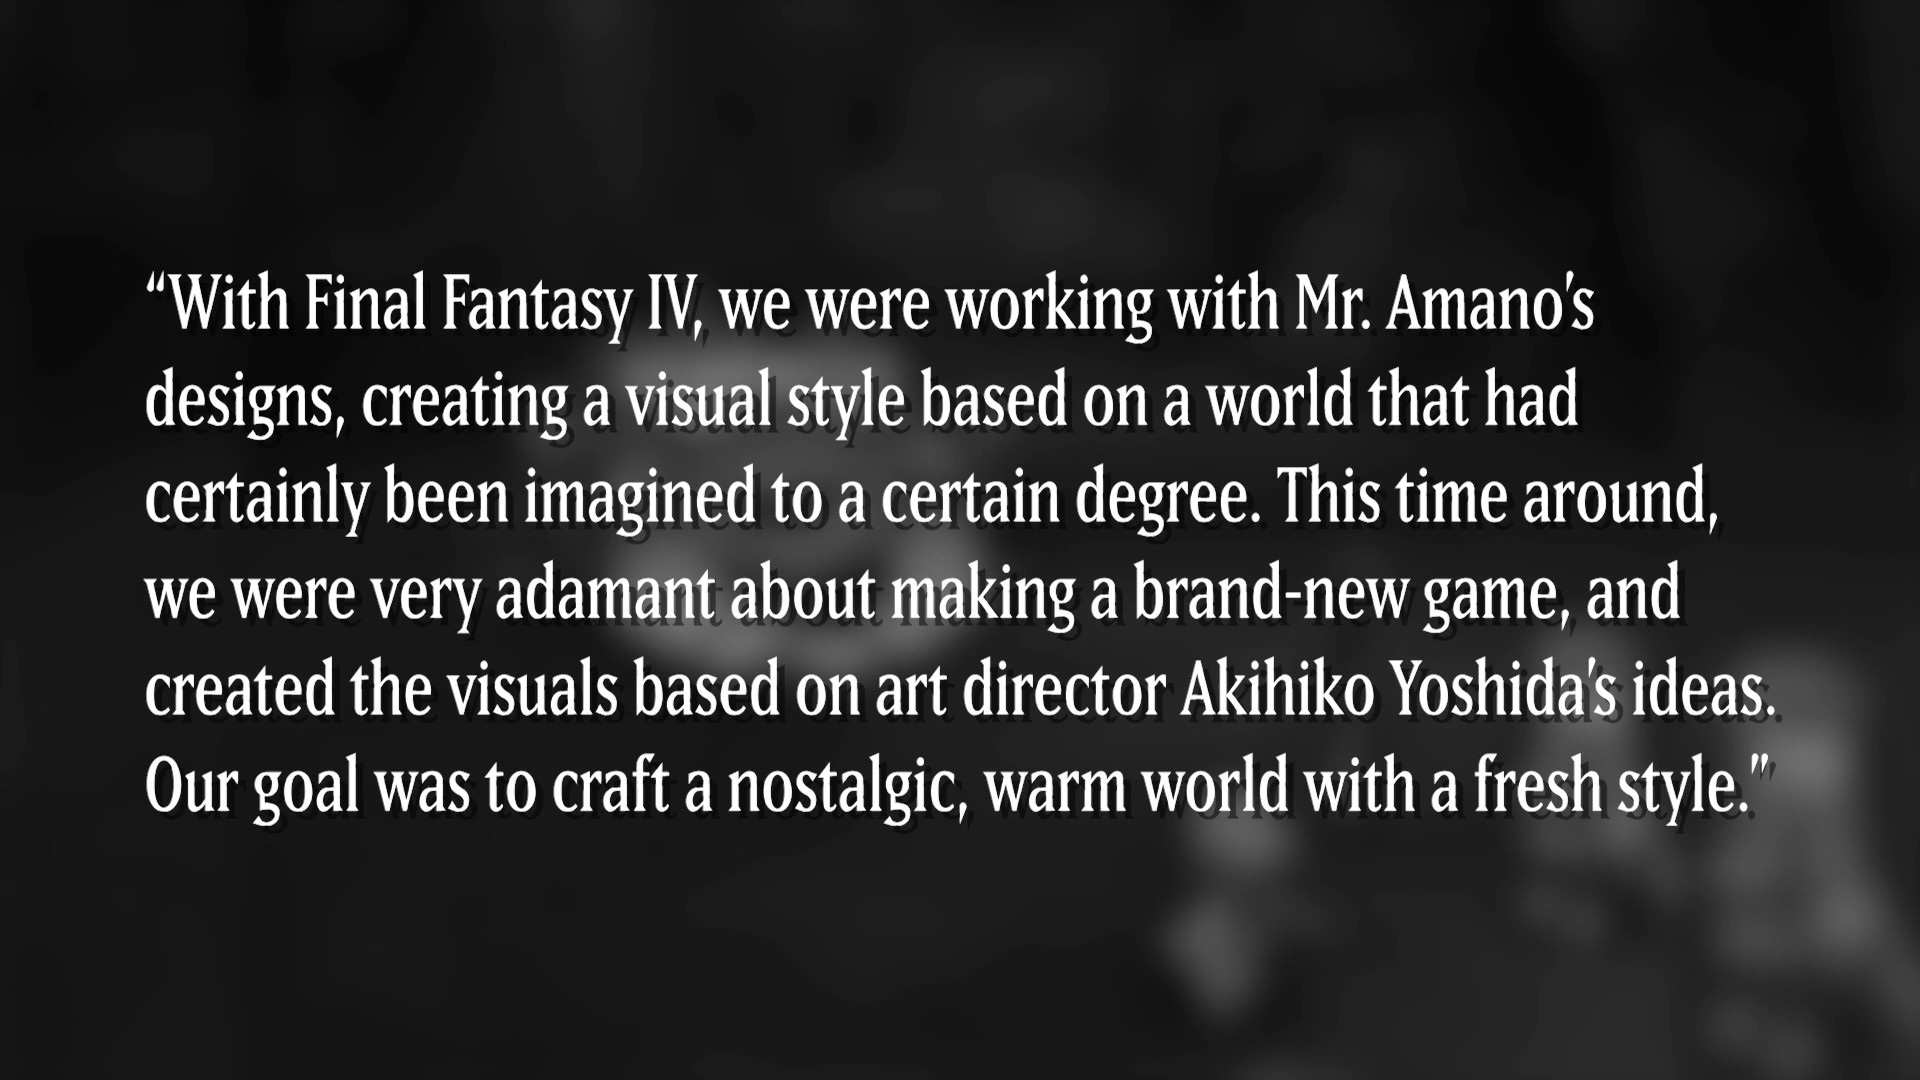 “With Final Fantasy IV, we were working with Mr. Amano's
designs, creating a visual style based on a world that had
certainly been imagined to a certain degree. This time around,
we were very adamant about making a brand-new game, and
created the visuals based on art director Akihiko Yoshida's ideas.
Our goal was to craft a nostalgic, warm world with a fresh style."